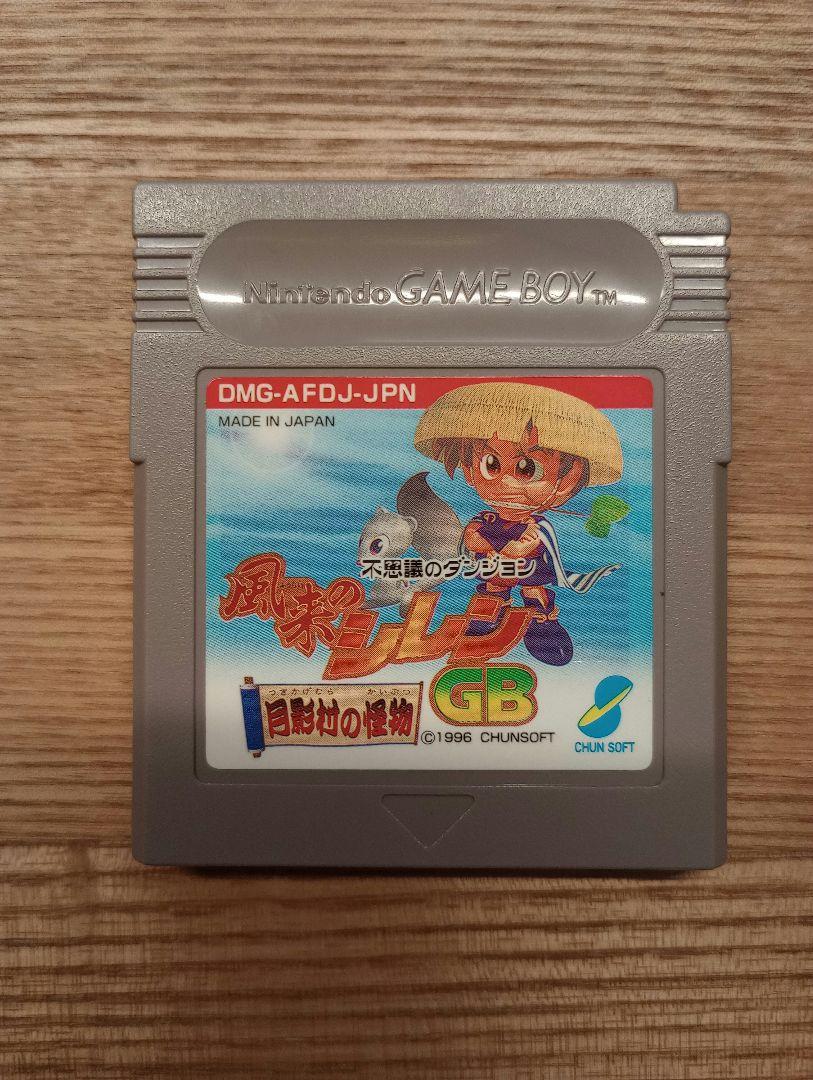 Nintendo GAME BOY TM
DMG-AFDJ-JPN
MADE IN JAPAN
不思議のダンジョン
風来の
シレン
GB
つきかげむら かいぶつ
月影村の怪物
©1996 CHUNSOFT
CHUN SOFT